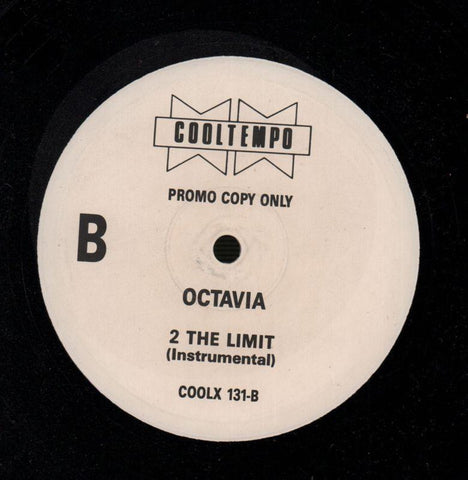 COOLTEMPO
PROMO COPY ONLY
B
OCTAVIA
2 THE LIMIT
(Instrumental)
COOLX 131-B